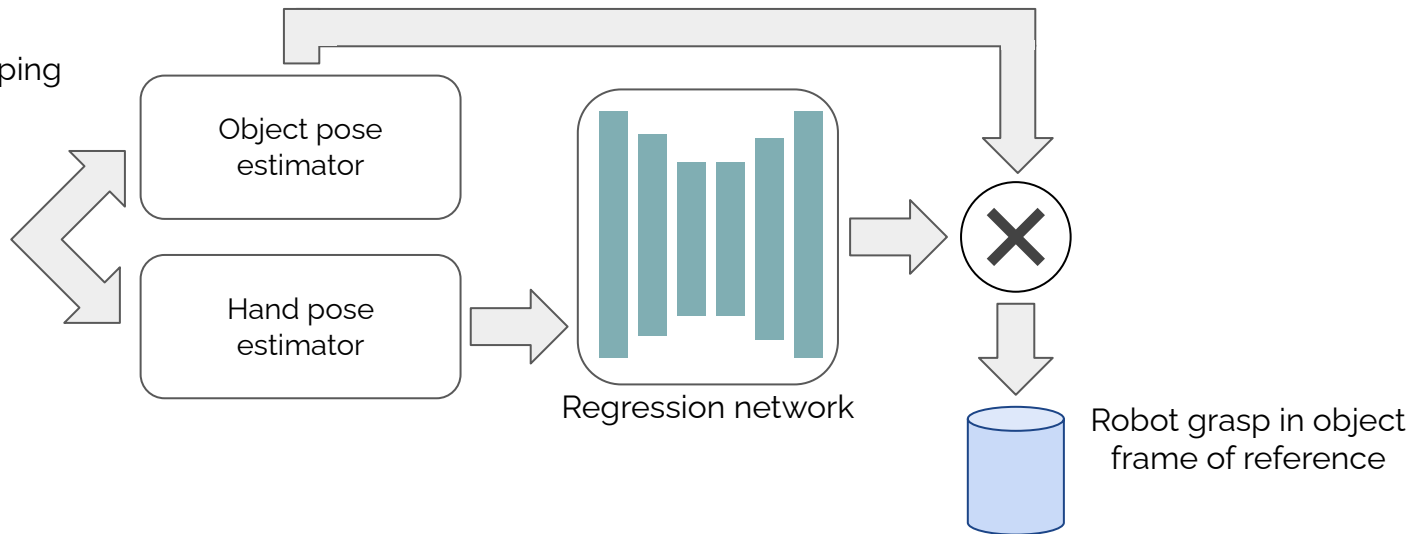 ping
Object pose
estimator
Hand pose
estimator
Regression network
Robot grasp in object
frame of reference